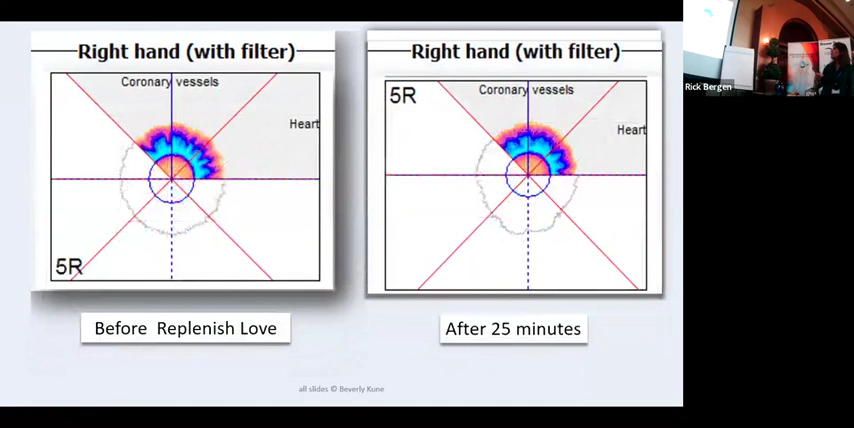 Right hand (with filter)
Coronary vessels
Heart
5R
Before Replenish Love
Right hand (with filter)
5R
Coronary vessels
Heart
After 25 minutes
all slides © Beverly Kune
Rick Bergen